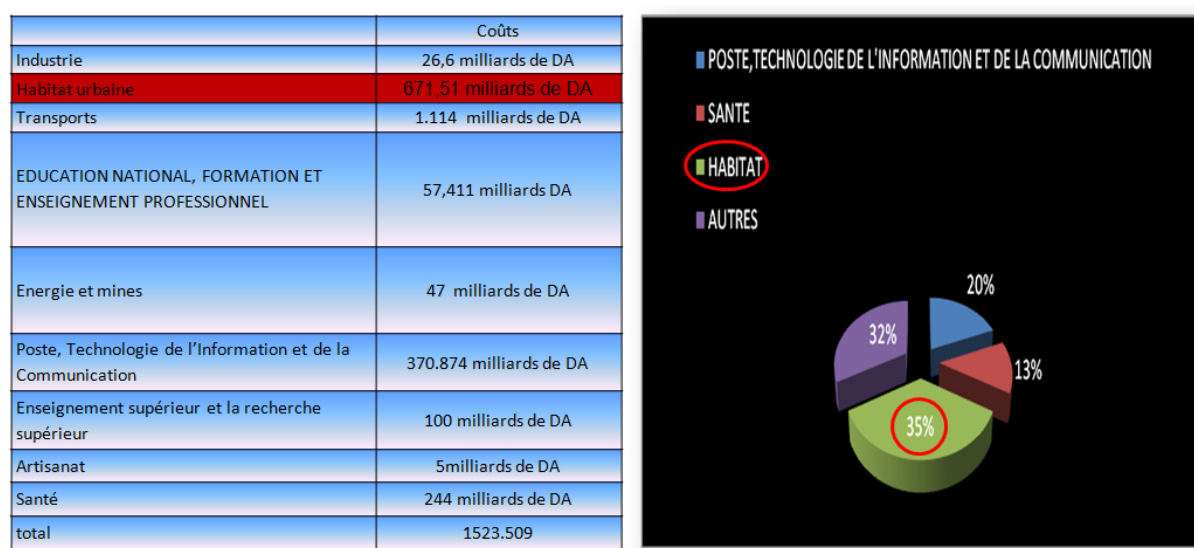 Coûts
Industrie 26,6 milliards de DA
Habitat urbaine 671,51 milliards de DA
Transports 1.114 milliards de DA
EDUCATION NATIONAL, FORMATION ET
ENSEIGNEMENT PROFESSIONNEL
57,411 milliards DA
Energie et mines 47 milliards de DA
Poste, Technologie de l'Information et de la
Communication
370.874 milliards de DA
Enseignement supérieur et la recherche
supérieur
100 milliards de DA
Artisanat 5milliards de DA
Santé 244 milliards de DA
total 1523.509
POSTE,TECHNOLOGIE DE L'INFORMATION ET DE LA COMMUNICATION
SANTE
HABITAT
AUTRES
20%
32%
13%
35%